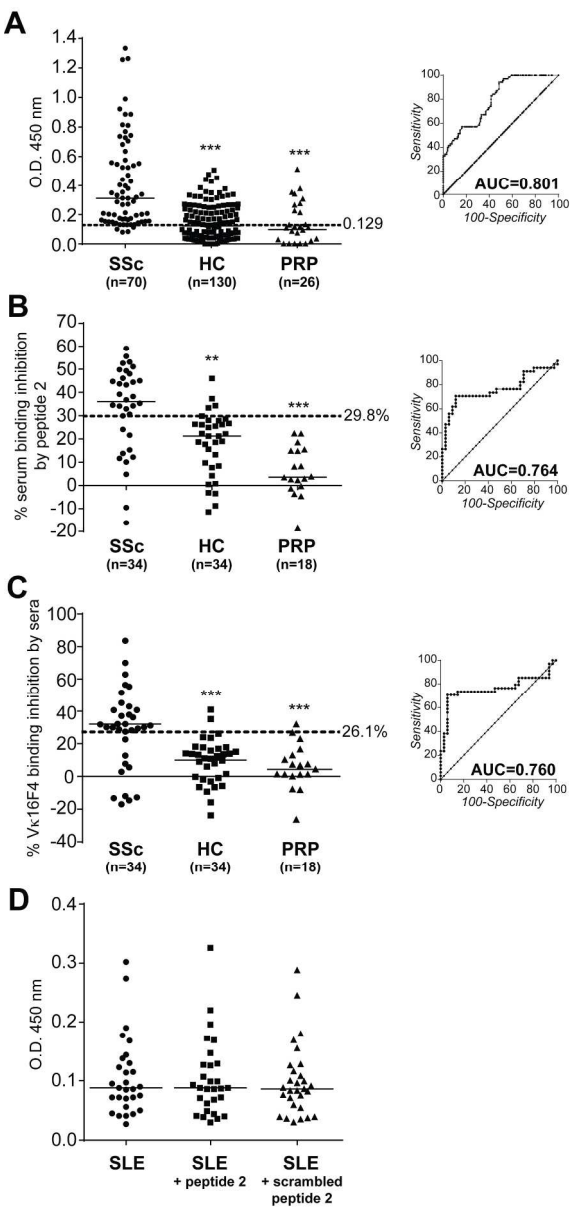 A
O.D. 450 nm
1.4
1.2
1.0
0.8
0.6
0.4
0.2
0.0
***
***
0.129
SSc
HC
PRP
(n=70)
(n=130)
(n=26)
Sensitivity
100
80
60
40
20
0
0 20 40 60 80 100
AUC=0.801
100-Specificity
B
% serum binding inhibition
by peptide 2
70
60
50
40
30
20
10
0
-10
-20
**
***
29.8%
SSc
HC
PRP
(n=34)
(n=34)
(n=18)
Sensitivity
100
80
60
40
20
0
0 20 40 60 80 100
AUC=0.764
100-Specificity
C
% Vκ16F4 binding inhibition by sera
100
80
60
40
20
0
-20
-40
***
***
26.1%
SSc
HC
PRP
(n=34)
(n=34)
(n=18)
Sensitivity
100
80
60
40
20
0
0 20 40 60 80 100
AUC=0.760
100-Specificity
D
O.D. 450 nm
0.4
0.3
0.2
0.1
0.0
SLE
SLE
+ peptide 2
SLE
+ scrambled
peptide 2